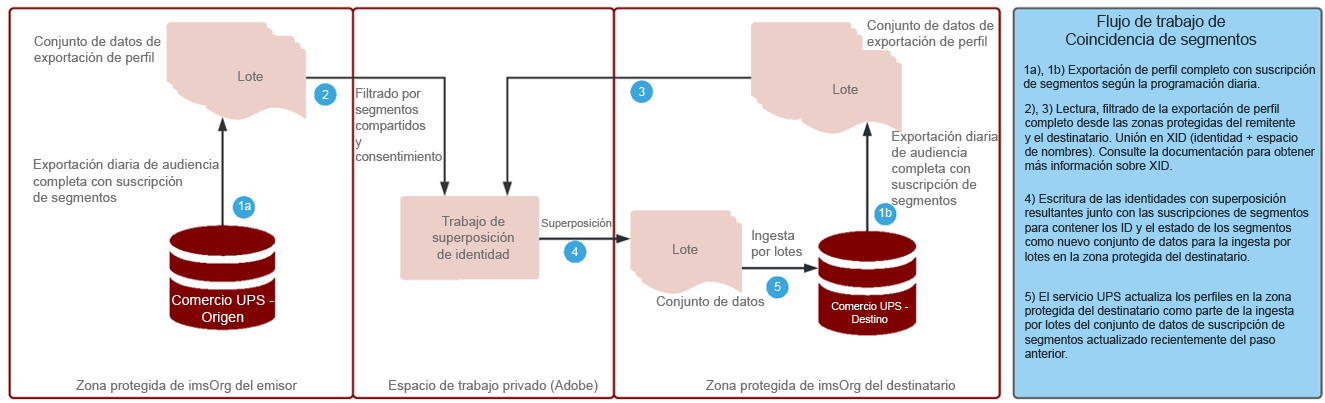 Conjunto de datos de
exportación de perfil
Lote
2
Filtrado por
segmentos
compartidos
y
consentimiento
Exportación diaria de audiencia
completa con suscripción
de segmentos
1a
Comercio UPS -
Origen
Zona protegida de imsOrg del emisor
Trabajo de
superposición
de identidad
Superposición
4
Espacio de trabajo privado (Adobe)
Conjunto de datos de
exportación de perfil
Lote
3
Exportación diaria
de audiencia
completa con
suscripción de
segmentos
1b
Lote
Ingesta
por lotes
5
Conjunto de datos
Comercio UPS -
Destino
Zona protegida de imsOrg del destinatario
Flujo de trabajo de
Coincidencia de segmentos
1a), 1b) Exportación de perfil completo con suscripción
de segmentos según la programación diaria.
2), 3) Lectura, filtrado de la exportación de perfil
completo desde las zonas protegidas del remitente
y el destinatario. Unión en XID (identidad + espacio
de nombres). Consulte la documentación para obtener
más información sobre XID.
4) Escritura de las identidades con superposición
resultantes junto con las suscripciones de segmentos
para contener los ID y el estado de los segmentos
como nuevo conjunto de datos para la ingesta por
lotes en la zona protegida del destinatario.
5) El servicio UPS actualiza los perfiles en la zona
protegida del destinatario como parte de la ingesta
por lotes del conjunto de datos de suscripción de
segmentos actualizado recientemente del paso
anterior.